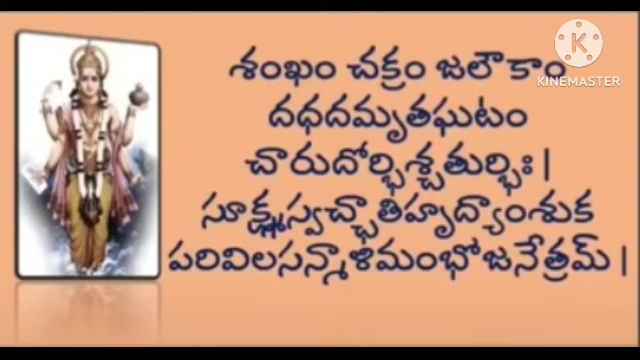 శంఖం చక్రం జలౌకాం
దధదమృతఘటం
చారుదోర్భిశ్చతుర్భిః |
సూక్ష్మస్వచ్ఛాతిహృద్యాంశుక
పరివిలసన్మౌళిమంభోజనేత్రమ్ |
KINEMASTER